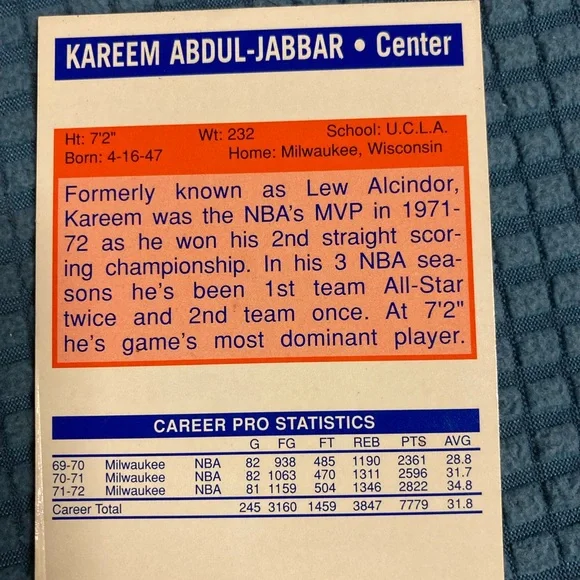 KAREEM ABDUL-JABBAR • Center
Ht: 7'2" Wt: 232 School: U.C.L.A.
Born: 4-16-47 Home: Milwaukee, Wisconsin
Formerly known as Lew Alcindor,
Kareem was the NBA's MVP in 1971-
72 as he won his 2nd straight scor-
ing championship. In his 3 NBA sea-
sons he's been 1st team All-Star
twice and 2nd team once. At 7'2"
he's game's most dominant player.
CAREER PRO STATISTICS
G FG FT REB PTS AVG
69-70 Milwaukee NBA 82 938 485 1190 2361 28.8
70-71 Milwaukee NBA 82 1063 470 1311 2596 31.7
71-72 Milwaukee NBA 81 1159 504 1346 2822 34.8
Career Total 245 3160 1459 3847 7779 31.8